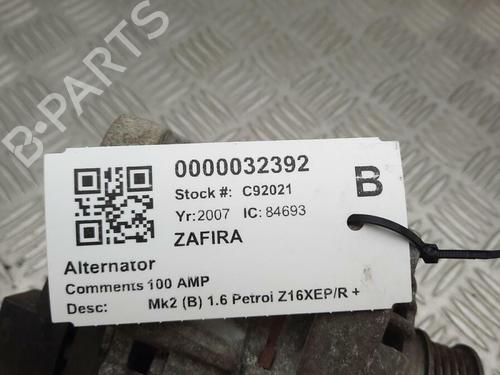 B-PARTS
0000032392
Stock #: C92021
B
Yr:2007 IC: 84693
ZAFIRA
Alternator
Comments 100 AMP
Desc: Mk2 (B) 1.6 Petrol Z16XEP/R +